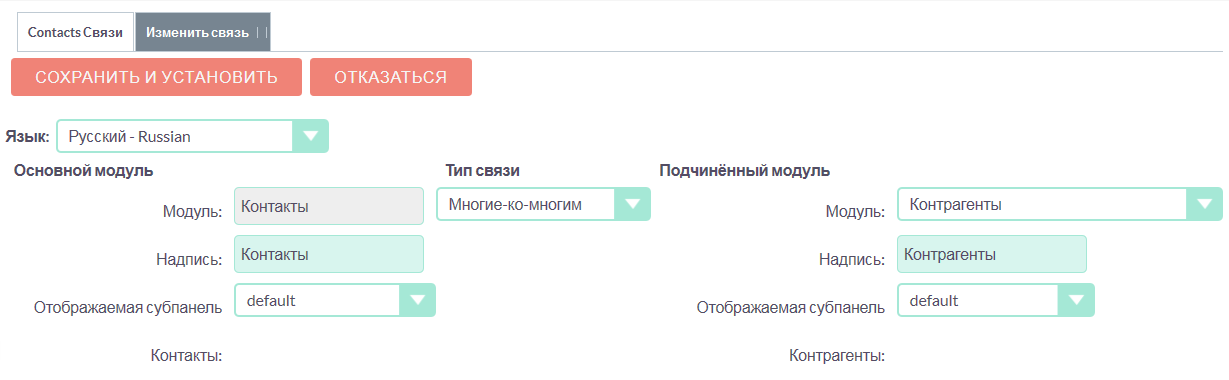 Contacts Связи Изменить связь
СОХРАНИТЬ И УСТАНОВИТЬ ОТКАЗАТЬСЯ
Язык: Русский - Russian
Основной модуль Тип связи Подчинённый модуль
Модуль: Контакты Многие-ко-многим Модуль: Контрагенты
Надпись: Контакты Надпись: Контрагенты
Отображаемая субпанель default Отображаемая субпанель default
Контакты: Контрагенты: